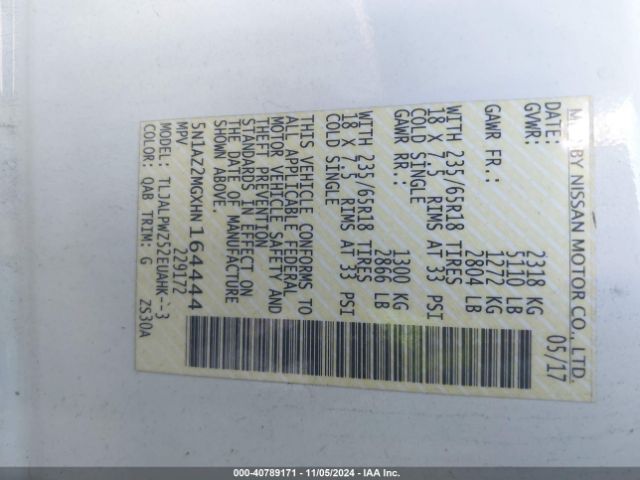 MFD BY NISSAN MOTOR CO., LTD.
DATE: 05/17
GVWR: 2318 KG
5110 LB
GAWR FR.: 1272 KG
2804 LB
WITH 235/65R18 TIRES
18 X 7.5 RIMS AT 33 PSI
COLD SINGLE
GAWR RR.: 1300 KG
2866 LB
WITH 235/65R18 TIRES
18 X 7.5 RIMS AT 33 PSI
COLD SINGLE
THIS VEHICLE CONFORMS TO
ALL APPLICABLE FEDERAL
MOTOR VEHICLE SAFETY AND
THEFT PREVENTION
STANDARDS IN EFFECT ON
THE DATE OF MANUFACTURE
SHOWN ABOVE.
5N1AZ2MGXHN164444
MPV 229172
MODEL: TLJALPWZ52EUAHK--3
COLOR: QAB TRIM: G ZS30A
000-40789171 - 11/05/2024 - IAA Inc.